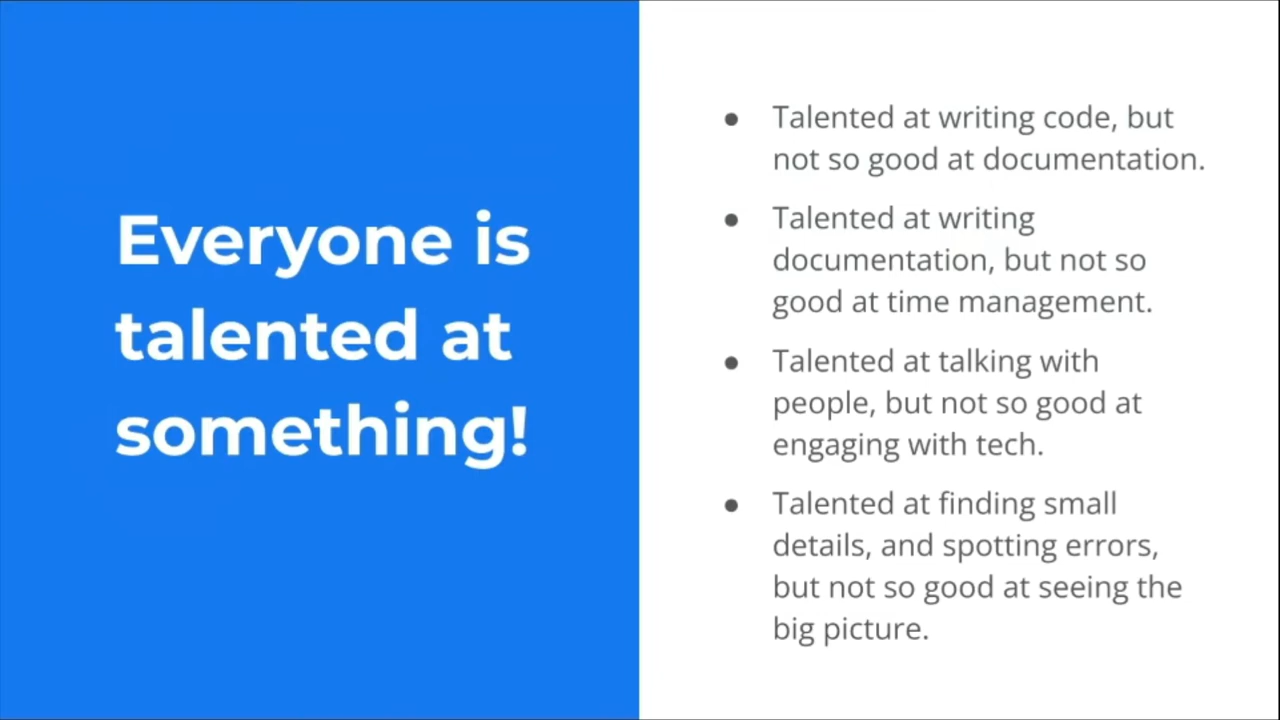 Everyone is
talented at
something!
● Talented at writing code, but
not so good at documentation.
● Talented at writing
documentation, but not so
good at time management.
● Talented at talking with
people, but not so good at
engaging with tech.
● Talented at finding small
details, and spotting errors,
but not so good at seeing the
big picture.